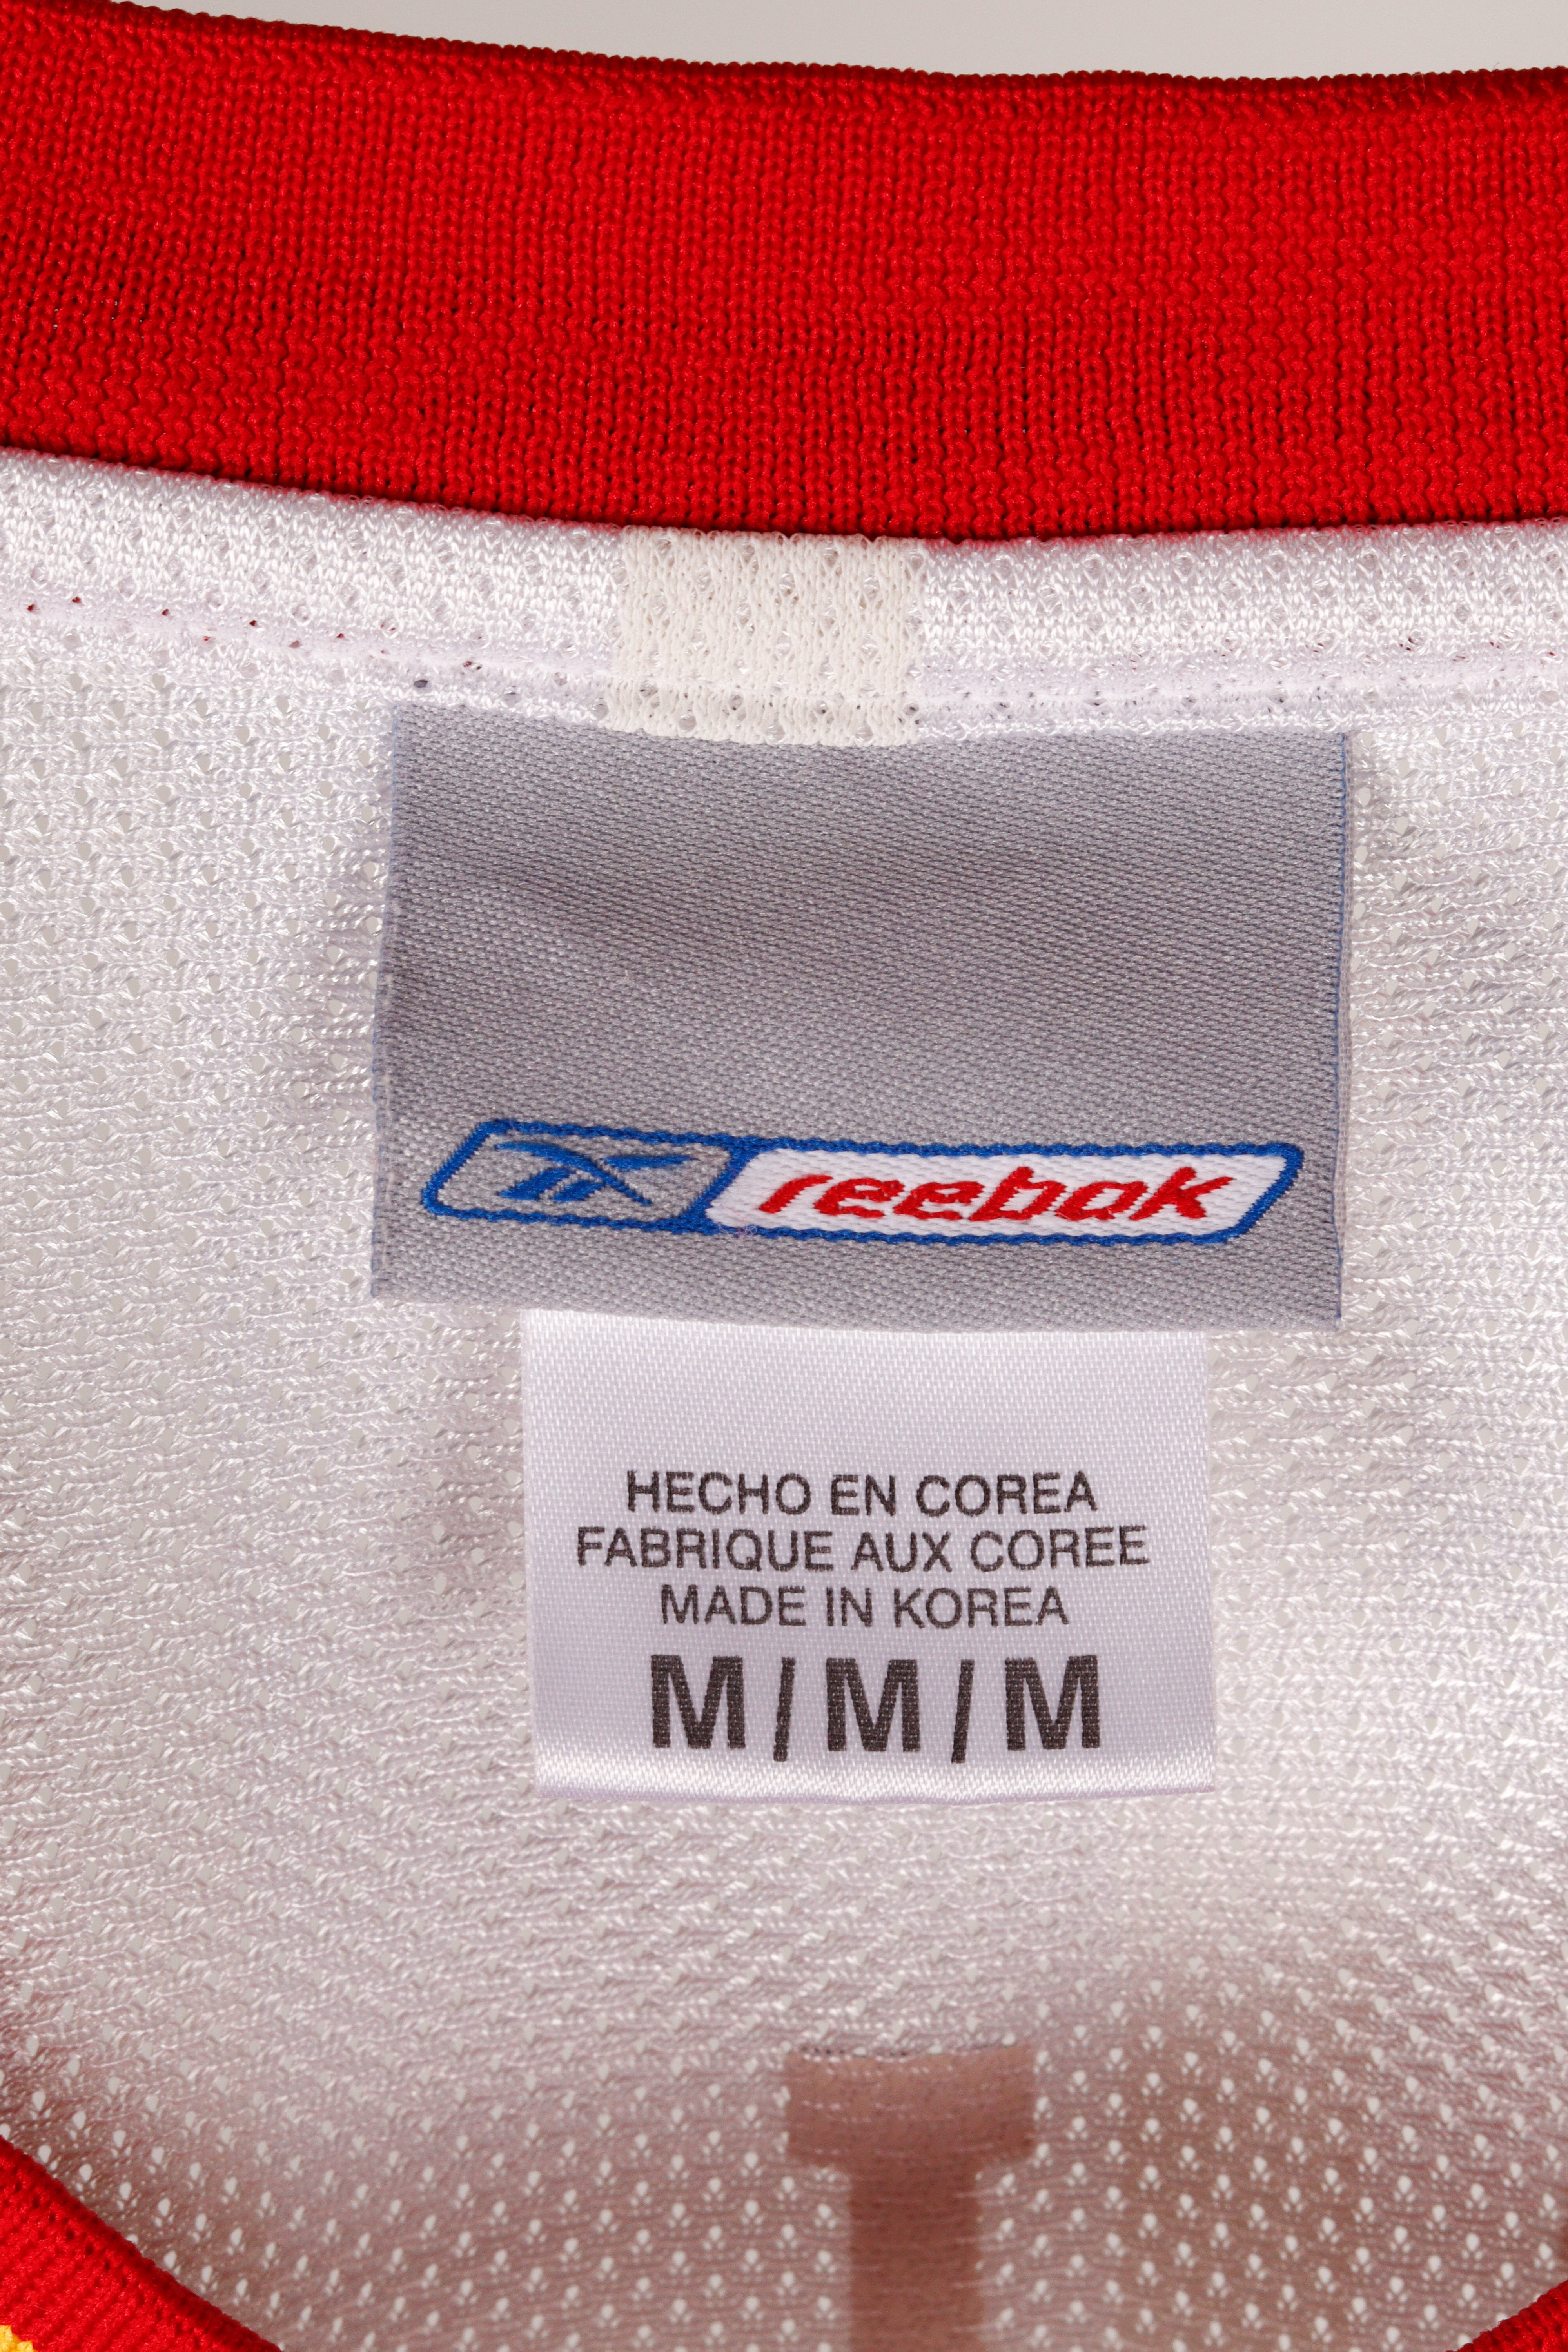 reebok
HECHO EN COREA
FABRIQUE AUX COREE
MADE IN KOREA
M/M/M